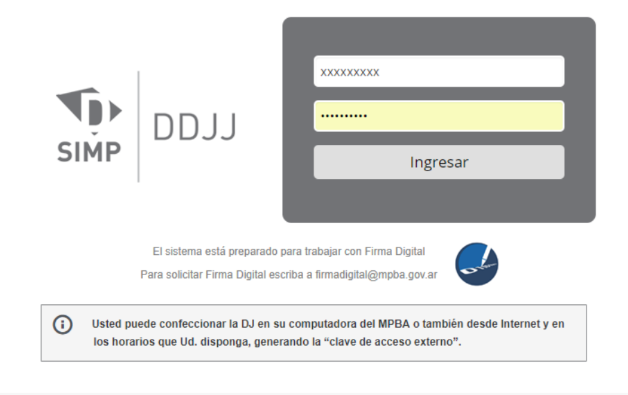 xxxxxxxxx
••••••••••
Ingresar
D
SIMP
DDJJ
El sistema está preparado para trabajar con Firma Digital
Para solicitar Firma Digital escriba a firmadigital@mpba.gov.ar
Usted puede confeccionar la DJ en su computadora del MPBA o también desde Internet y en
los horarios que Ud. disponga, generando la “clave de acceso externo”.